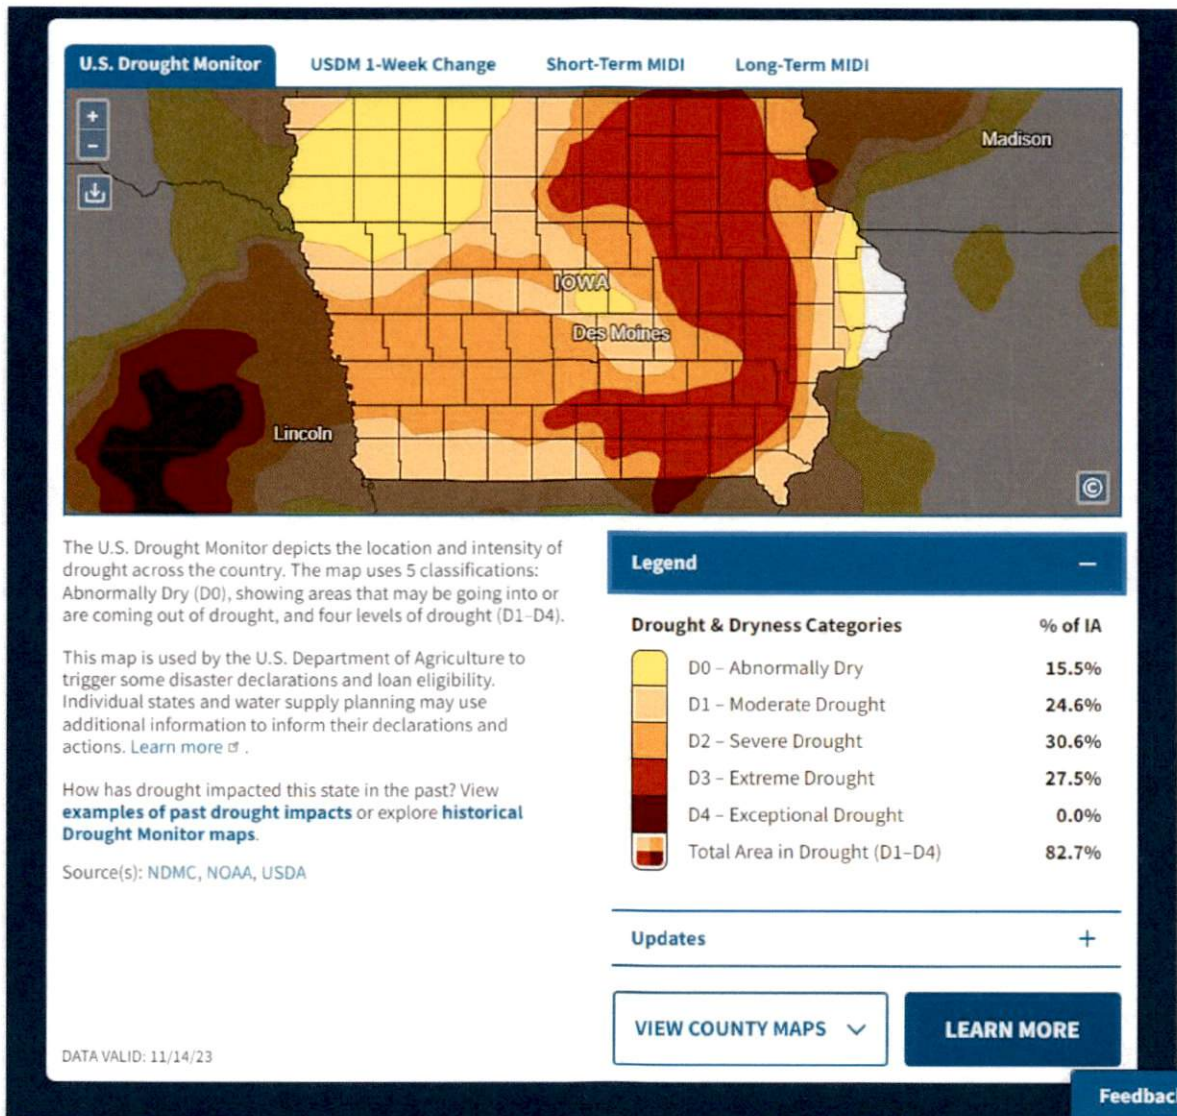 U.S. Drought Monitor USDM 1-Week Change Short-Term MIDI Long-Term MIDI
+
−
Madison
IOWA
Des Moines
Lincoln
©
The U.S. Drought Monitor depicts the location and intensity of
drought across the country. The map uses 5 classifications:
Abnormally Dry (D0), showing areas that may be going into or
are coming out of drought, and four levels of drought (D1–D4).
This map is used by the U.S. Department of Agriculture to
trigger some disaster declarations and loan eligibility.
Individual states and water supply planning may use
additional information to inform their declarations and
actions. Learn more .
How has drought impacted this state in the past? View
examples of past drought impacts or explore historical
Drought Monitor maps.
Source(s): NDMC, NOAA, USDA
DATA VALID: 11/14/23
Legend −
Drought & Dryness Categories % of IA
D0 – Abnormally Dry 15.5%
D1 – Moderate Drought 24.6%
D2 – Severe Drought 30.6%
D3 – Extreme Drought 27.5%
D4 – Exceptional Drought 0.0%
Total Area in Drought (D1–D4) 82.7%
Updates +
VIEW COUNTY MAPS LEARN MORE
Feedbac